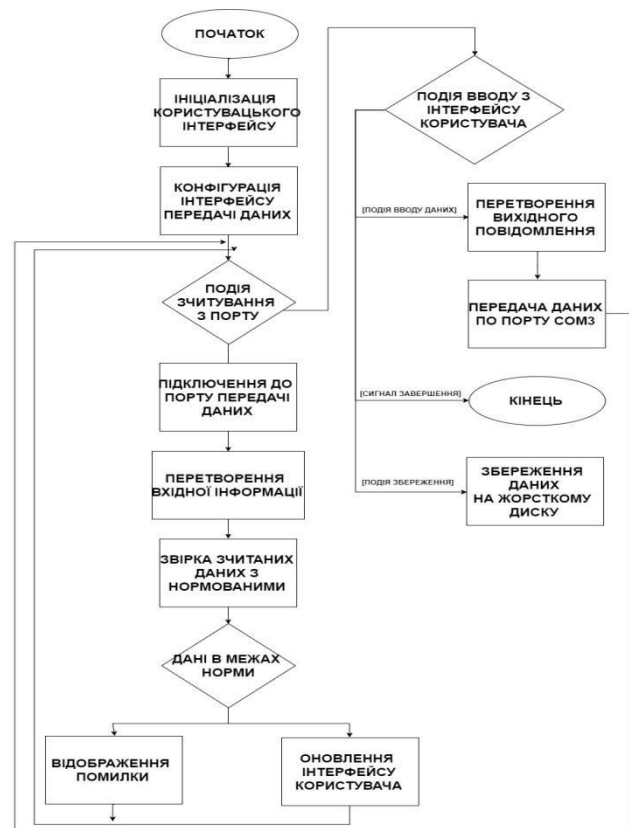 ПОЧАТОК
ІНІЦІАЛІЗАЦІЯ
КОРИСТУВАЦЬКОГО
ІНТЕРФЕЙСУ
КОНФІГУРАЦІЯ
ІНТЕРФЕЙСУ
ПЕРЕДАЧІ ДАНИХ
ПОДІЯ
ЗЧИТУВАННЯ
З ПОРТУ
ПІДКЛЮЧЕННЯ ДО
ПОРТУ ПЕРЕДАЧІ
ДАНИХ
ПЕРЕТВОРЕННЯ
ВХІДНОЇ ІНФОРМАЦІЇ
ЗВІРКА ЗЧИТАНИХ
ДАНИХ З
НОРМОВАНИМИ
ДАНІ В МЕЖАХ
НОРМИ
ВІДОБРАЖЕННЯ
ПОМИЛКИ
ОНОВЛЕННЯ
ІНТЕРФЕЙСУ
КОРИСТУВАЧА
ПОДІЯ ВВОДУ З
ІНТЕРФЕЙСУ
КОРИСТУВАЧА
[ПОДІЯ ВВОДУ ДАНИХ]
ПЕРЕТВОРЕННЯ
ВИХІДНОГО
ПОВІДОМЛЕННЯ
ПЕРЕДАЧА ДАНИХ
ПО ПОРТУ COM3
[СИГНАЛ ЗАВЕРШЕННЯ]
КІНЕЦЬ
[ПОДІЯ ЗБЕРЕЖЕННЯ]
ЗБЕРЕЖЕННЯ
ДАНИХ
НА ЖОРСТКОМУ
ДИСКУ